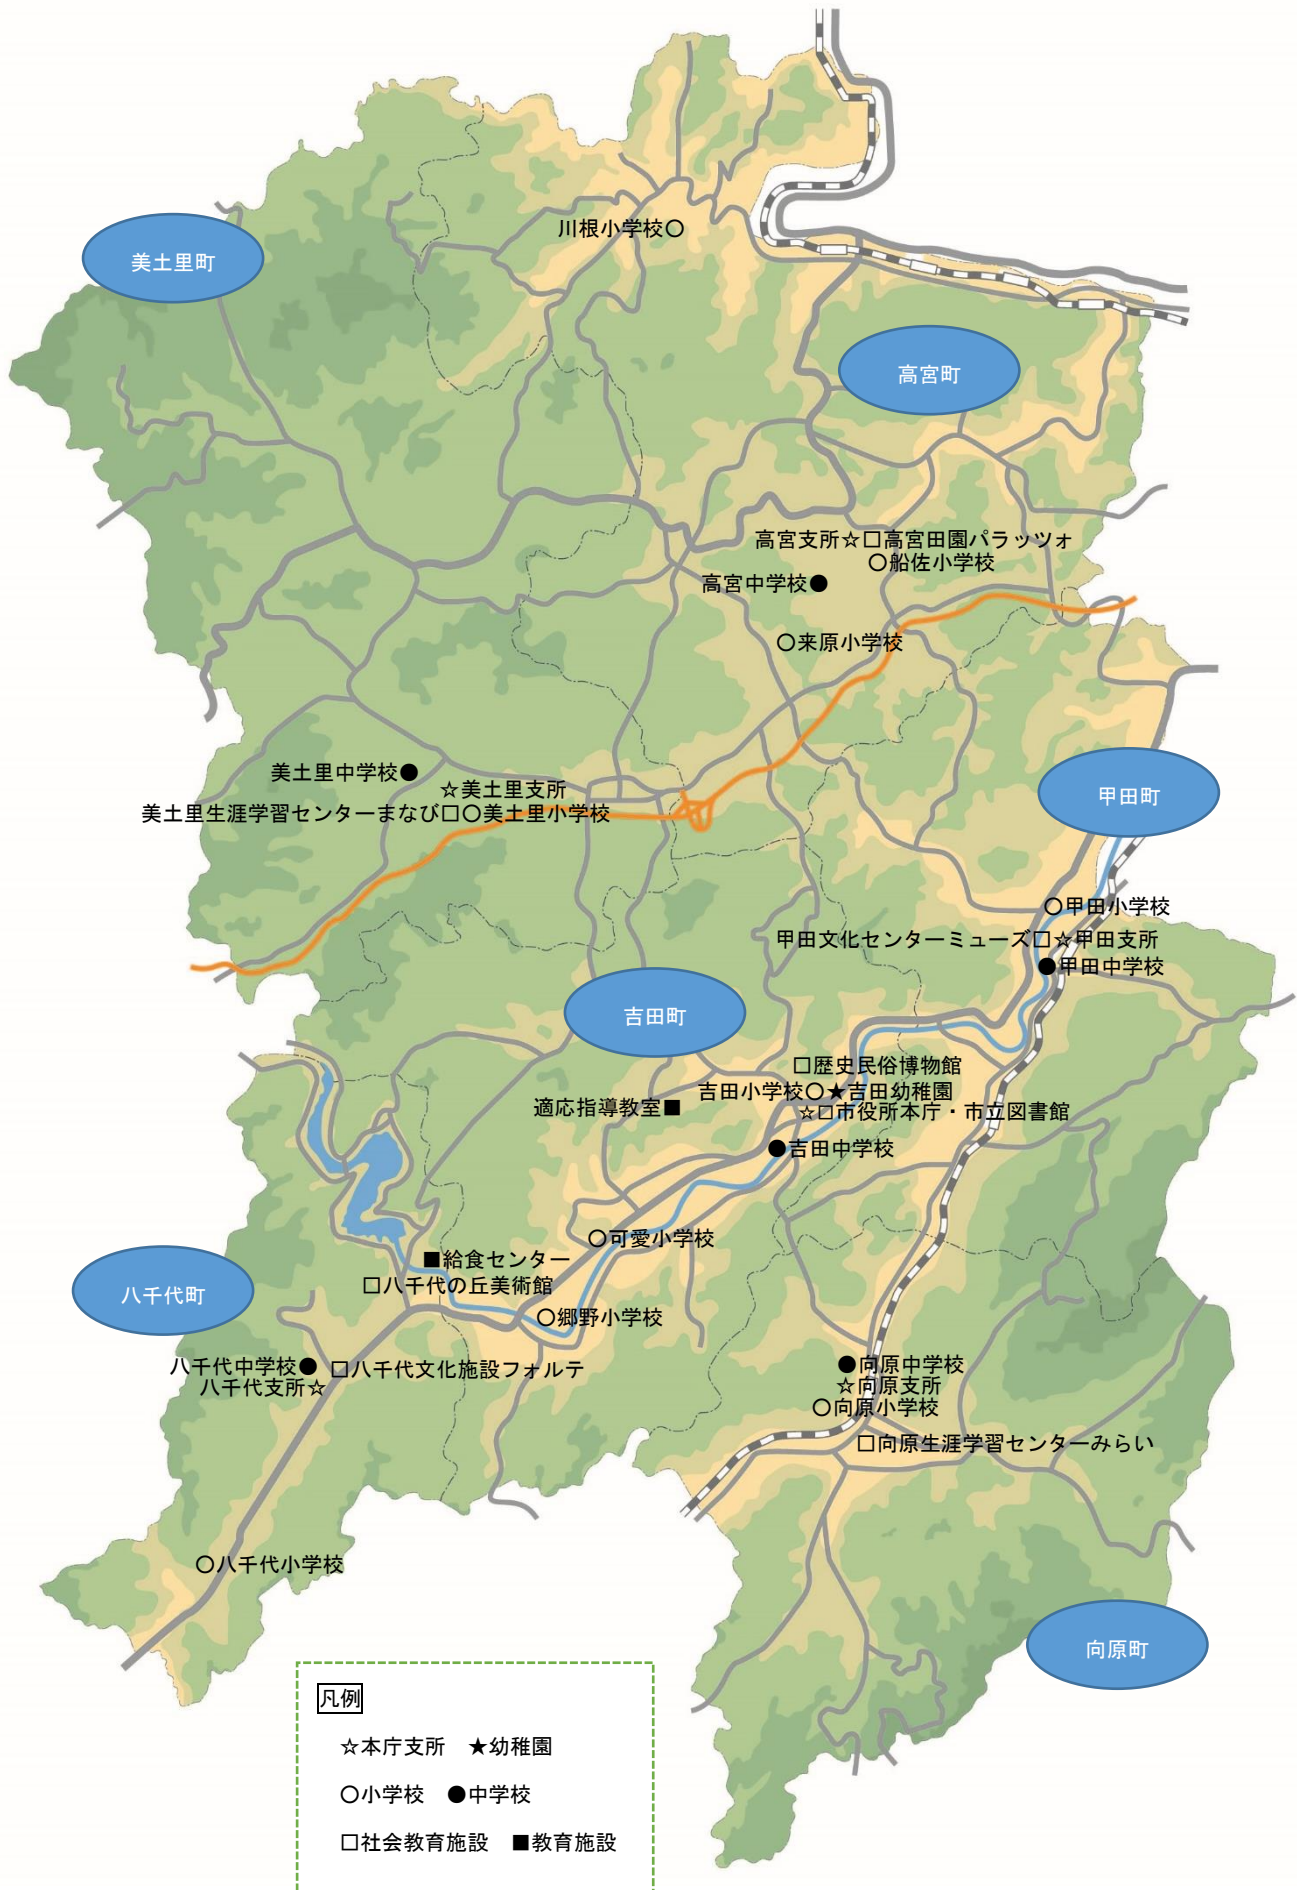 川根小学校〇
美土里町
高宮町
高宮支所☆□高宮田園パラッツォ
〇船佐小学校
高宮中学校●
〇来原小学校
美土里中学校●
☆美土里支所
美土里生涯学習センターまなび□〇美土里小学校
甲田町
〇甲田小学校
甲田文化センターミューズ□☆甲田支所
●甲田中学校
吉田町
□歴史民俗博物館
吉田小学校〇★吉田幼稚園
適応指導教室■
☆□市役所本庁・市立図書館
●吉田中学校
〇可愛小学校
■給食センター
□八千代の丘美術館
八千代町
〇郷野小学校
八千代中学校●
□八千代文化施設フォルテ
八千代支所☆
●向原中学校
☆向原支所
〇向原小学校
□向原生涯学習センターみらい
〇八千代小学校
向原町
凡例
☆本庁支所 ★幼稚園
〇小学校 ●中学校
□社会教育施設 ■教育施設